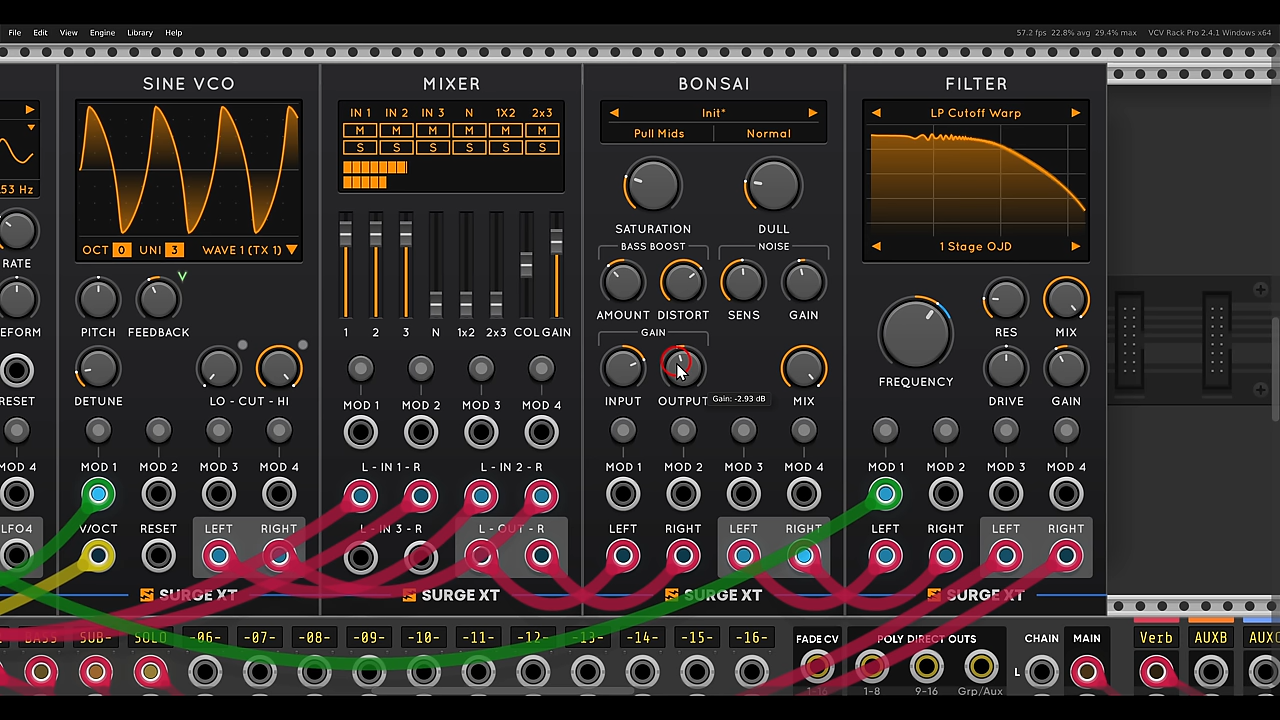 File Edit View Engine Library Help
57.2 fps 22.8% avg 29.4% max VCV Rack Pro 2.4.1 Windows x64
SINE VCO
MIXER
BONSAI
FILTER
IN 1 IN 2 IN 3 N 1X2 2x3
M M M M M M
S S S S S S
Init*
Pull Mids Normal
LP Cutoff Warp
53 Hz
OCT 0 UNI 3 WAVE 1 (TX 1)
1 Stage OJD
SATURATION DULL
BASS BOOST NOISE
RATE
AMOUNT DISTORT SENS GAIN
EFORM PITCH FEEDBACK
1 2 3 N 1x2 2x3 COL GAIN
GAIN
RES MIX
FREQUENCY
RESET DETUNE LO - CUT - HI
MOD 1 MOD 2 MOD 3 MOD 4
INPUT OUTPUT Gain: -2.93 dB MIX
DRIVE GAIN
MOD 4 MOD 1 MOD 2 MOD 3 MOD 4
L - IN 1 - R L - IN 2 - R
MOD 1 MOD 2 MOD 3 MOD 4
MOD 1 MOD 2 MOD 3 MOD 4
LFO4 V/OCT RESET LEFT RIGHT
L - IN 3 - R L - OUT - R
LEFT RIGHT LEFT RIGHT
LEFT RIGHT LEFT RIGHT
SURGE XT
SURGE XT
SURGE XT
SURGE XT
BASS SUB- SOLO -06- -07- -08- -09- -10- -11- -12- -13- -14- -15- -16-
FADE CV POLY DIRECT OUTS CHAIN MAIN Verb AUXB AUXC
L
1-16 1-8 9-16 Grp/Aux